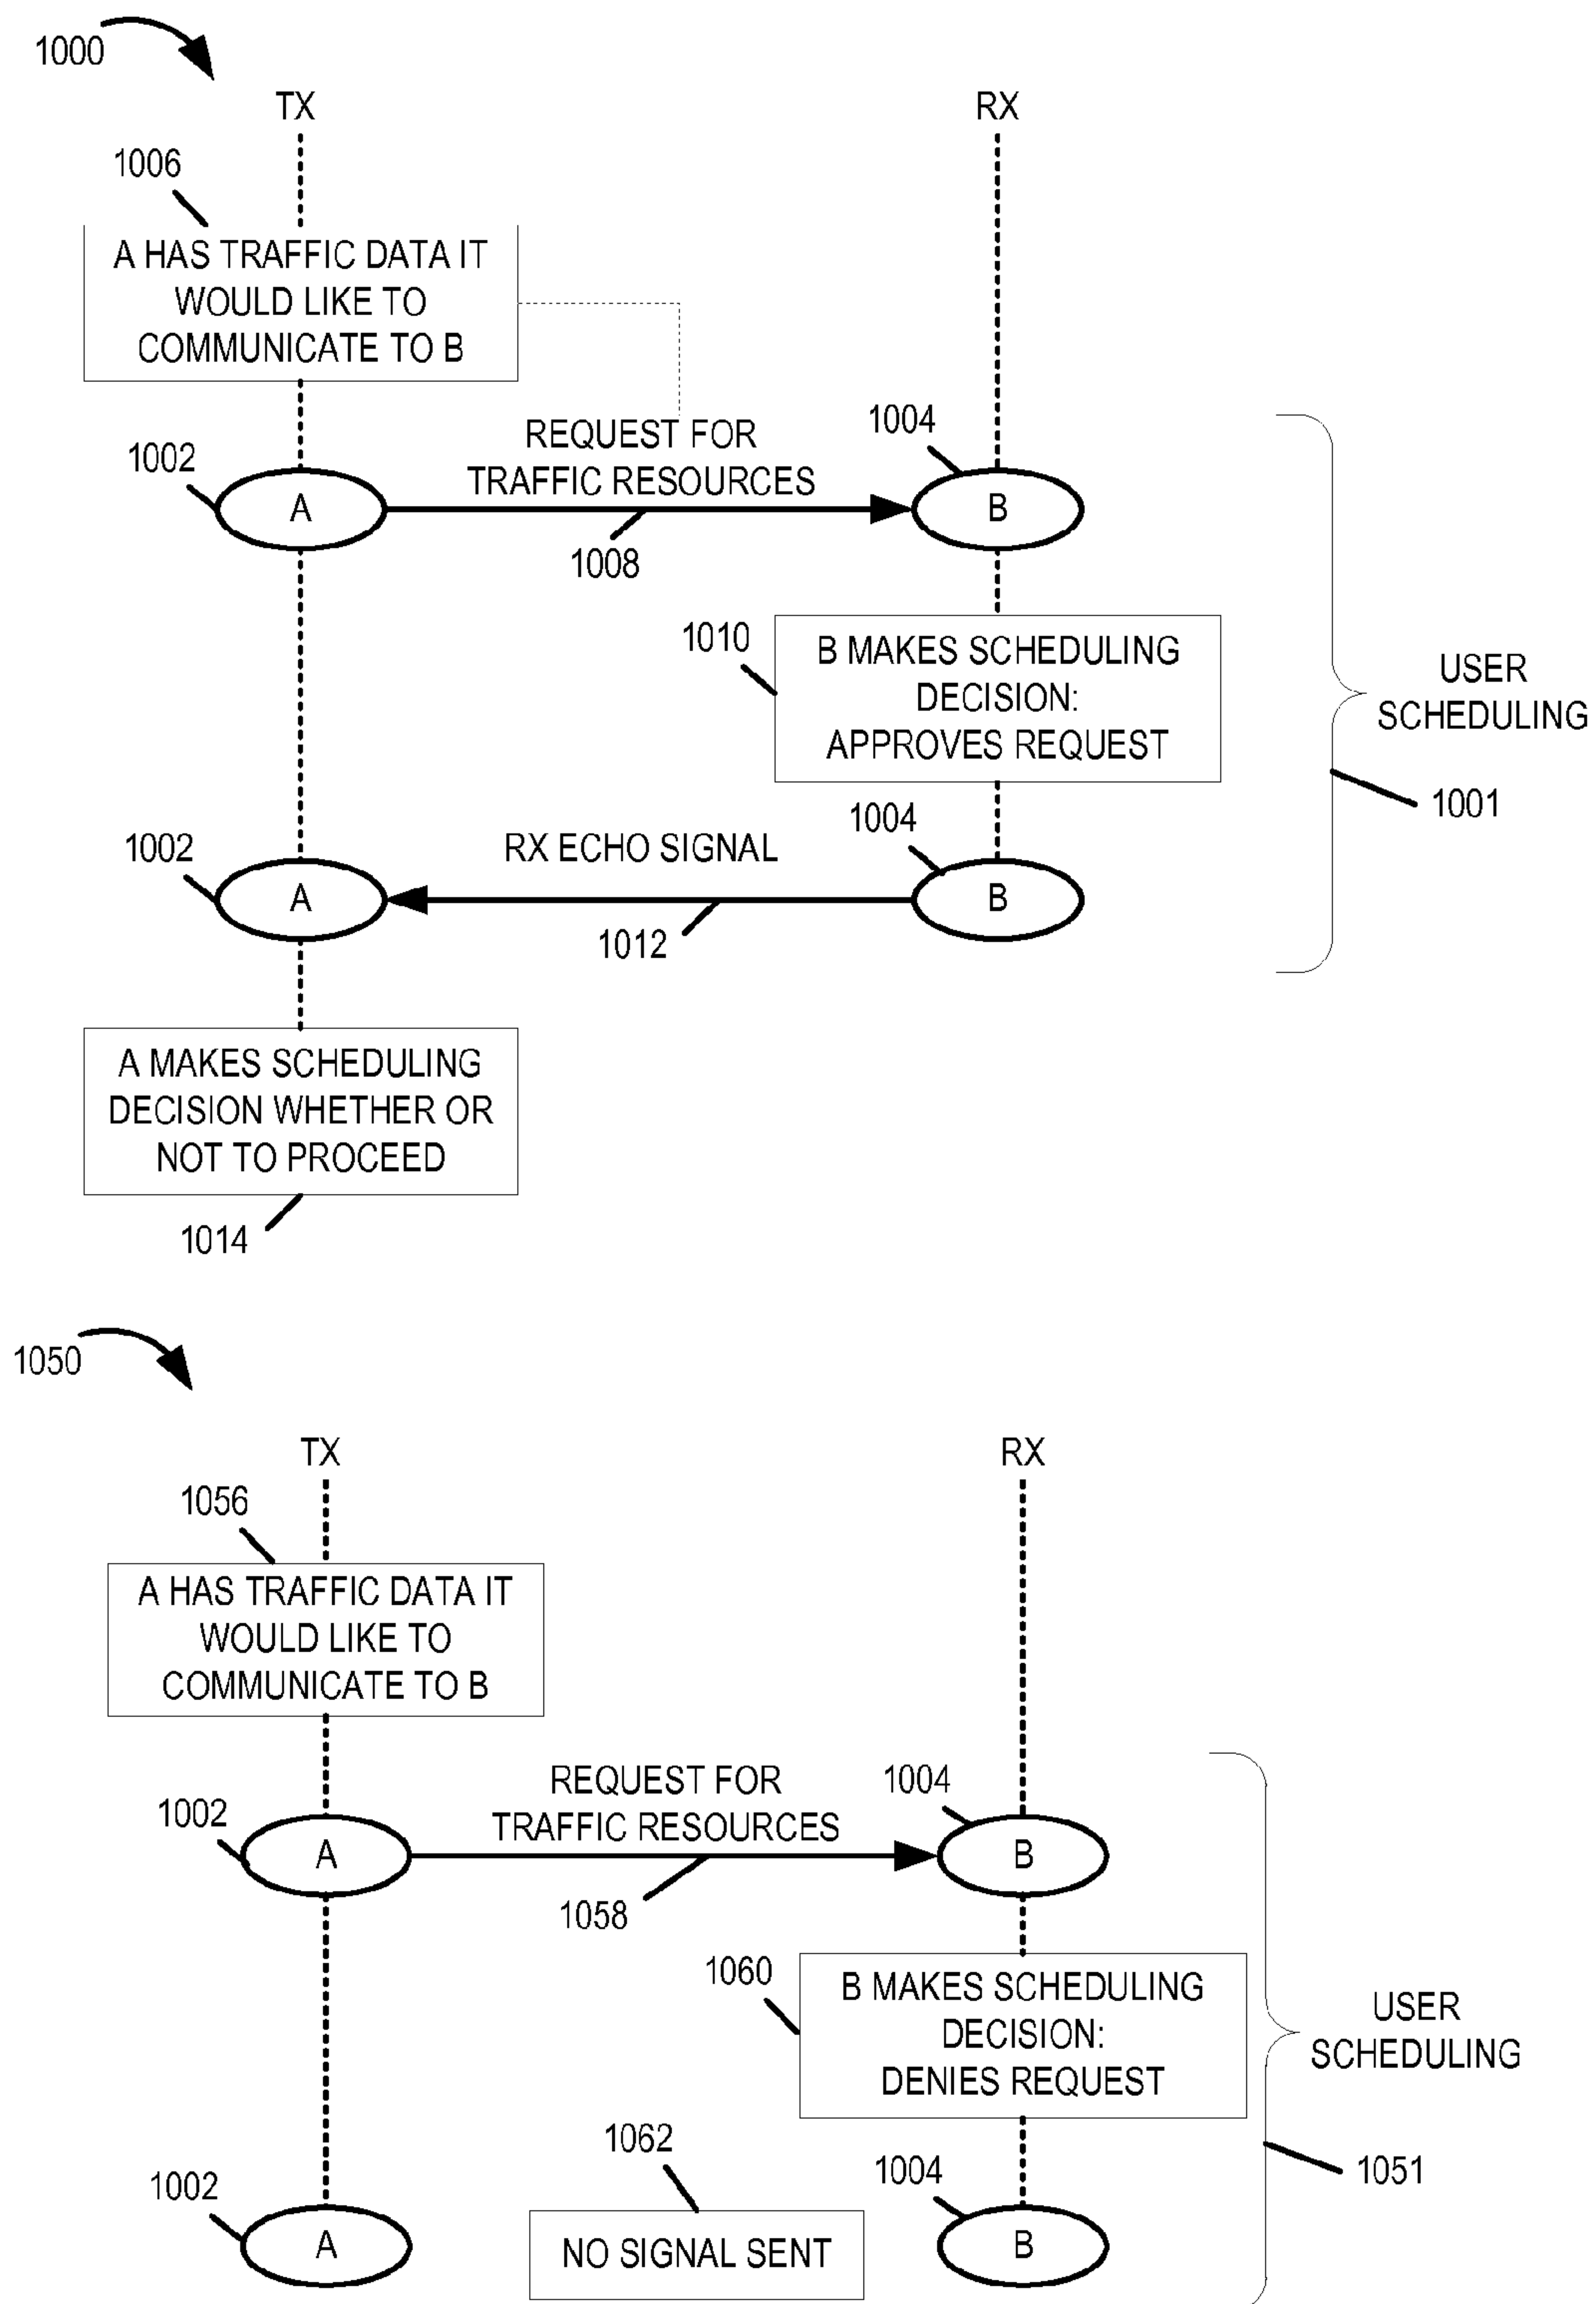 1000
TX
RX
1006
A HAS TRAFFIC DATA IT
WOULD LIKE TO
COMMUNICATE TO B
REQUEST FOR
TRAFFIC RESOURCES
1002
A
1004
B
1008
1010
B MAKES SCHEDULING
DECISION:
APPROVES REQUEST
USER
SCHEDULING
1001
1002
A
RX ECHO SIGNAL
1004
B
1012
A MAKES SCHEDULING
DECISION WHETHER OR
NOT TO PROCEED
1014
1050
TX
RX
1056
A HAS TRAFFIC DATA IT
WOULD LIKE TO
COMMUNICATE TO B
REQUEST FOR
TRAFFIC RESOURCES
1002
A
1004
B
1058
1060
B MAKES SCHEDULING
DECISION:
DENIES REQUEST
USER
SCHEDULING
1051
1002
A
1062
NO SIGNAL SENT
1004
B